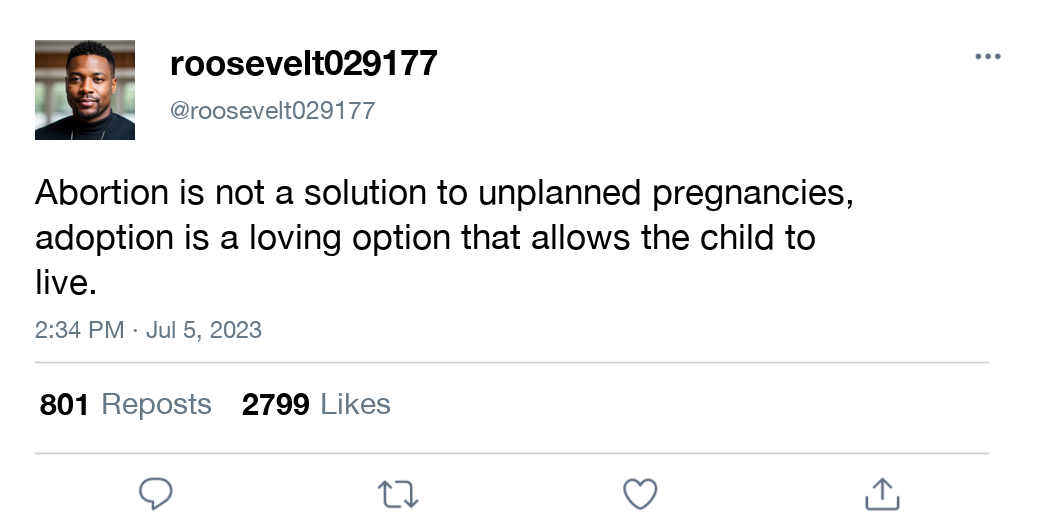 roosevelt029177
@roosevelt029177
Abortion is not a solution to unplanned pregnancies,
adoption is a loving option that allows the child to
live.
2:34 PM · Jul 5, 2023
801 Reposts 2799 Likes